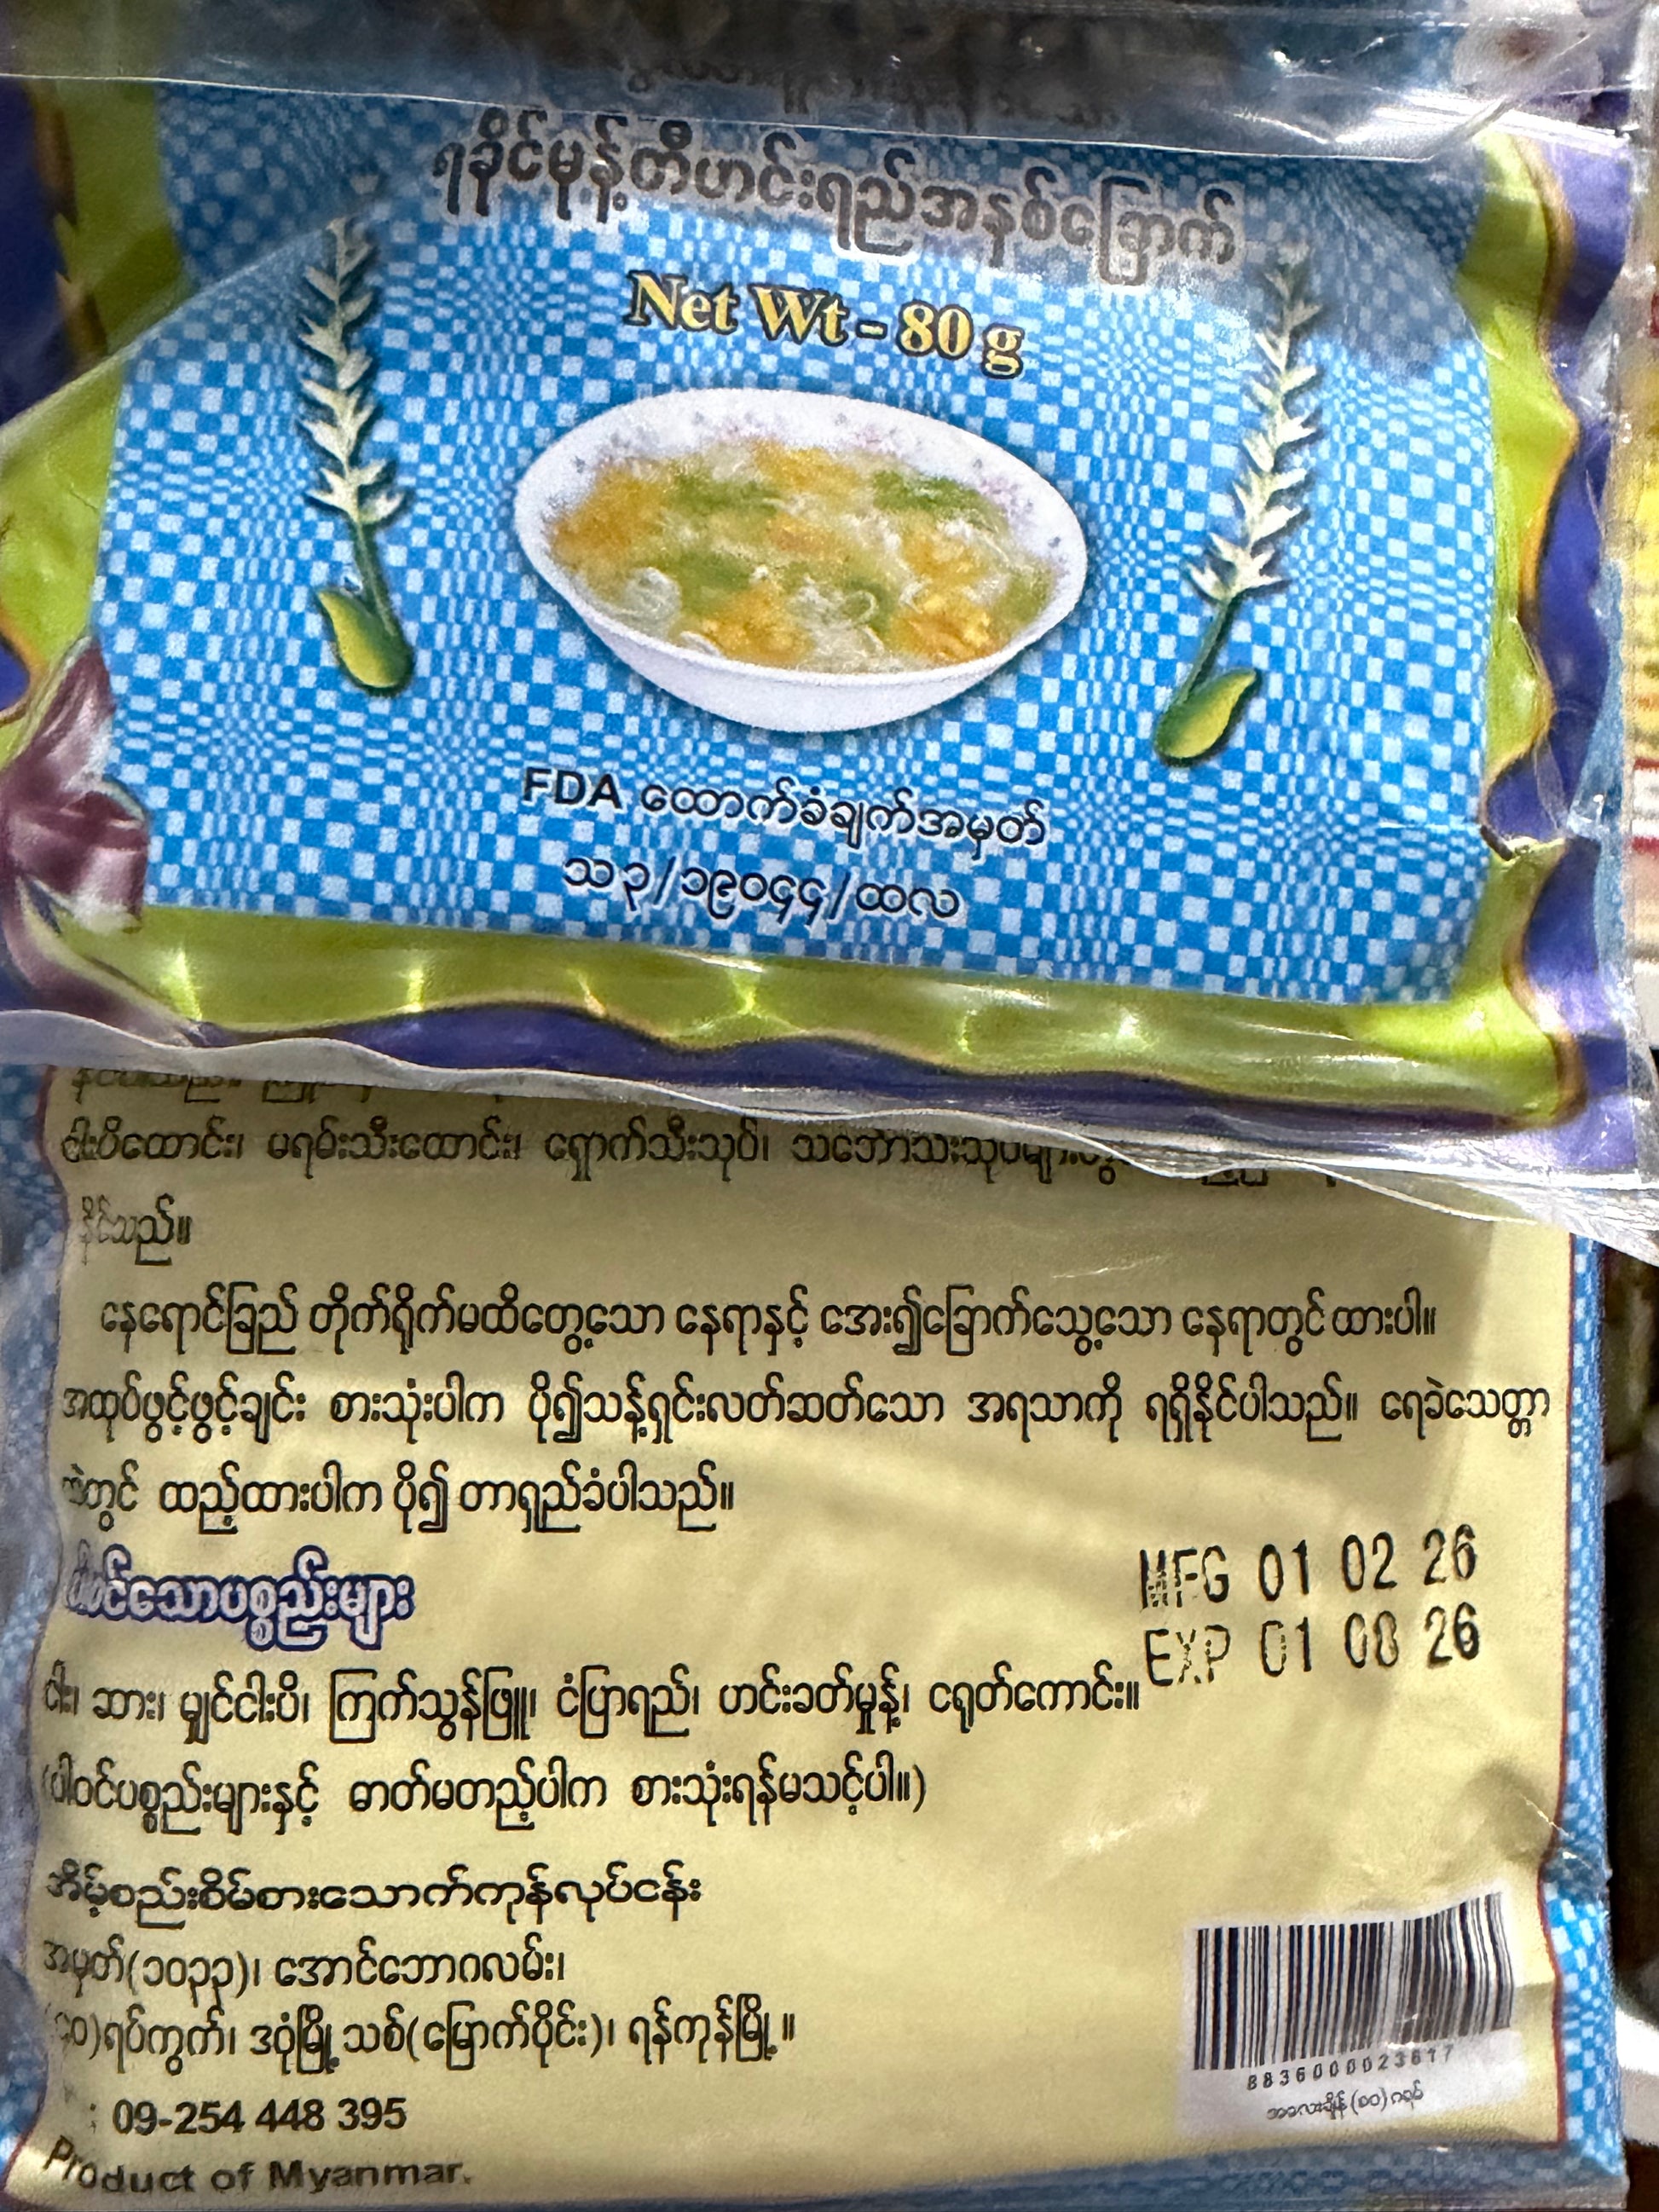 ရခိုင်မုန့်တီဟင်းရည်အနှစ်ခြောက်
Net Wt - 80 g
FDA ထောက်ခံချက်အမှတ်
သ၃/၁၉၀၄၄/ထလ
ငါးပိထောင်း၊ မရမ်းသီးထောင်း၊ ရှောက်သီးသုပ်၊
နိုင်သည်။
နေရောင်ခြည် တိုက်ရိုက်မထိတွေ့သော နေရာနှင့် အေး၍ခြောက်သွေ့သော နေရာတွင်ထားပါ။
အထုပ်ဖွင့်ဖွင့်ချင်း စားသုံးပါက ပို၍သန့်ရှင်းလတ်ဆတ်သော အရသာကို ရရှိနိုင်ပါသည်။ ရေခဲသေတ္တာ
ထဲတွင် ထည့်ထားပါက ပို၍ တာရှည်ခံပါသည်။
ပါဝင်သောပစ္စည်းများ
MFG 01 02 26
EXP 01 08 26
ငါး၊ ဆား၊ မျှင်ငါးပိ၊ ကြက်သွန်ဖြူ၊ ငံပြာရည်၊ ဟင်းခတ်မှုန့်၊ ငရုတ်ကောင်း။
(ပါဝင်ပစ္စည်းများနှင့် ဓာတ်မတည့်ပါက စားသုံးရန်မသင့်ပါ။)
အိမ့်စည်းစိမ်စားသောက်ကုန်လုပ်ငန်း
အမှတ်(၁၀၃၃)၊ အောင်ဘောဂလမ်း၊
ရပ်ကွက်၊ ဒဂုံမြို့သစ်(မြောက်ပိုင်း)၊ ရန်ကုန်မြို့။
: 09-254 448 395
Product of Myanmar.
8836000023617
အလေးချိန်(၈၀)ဂရမ်